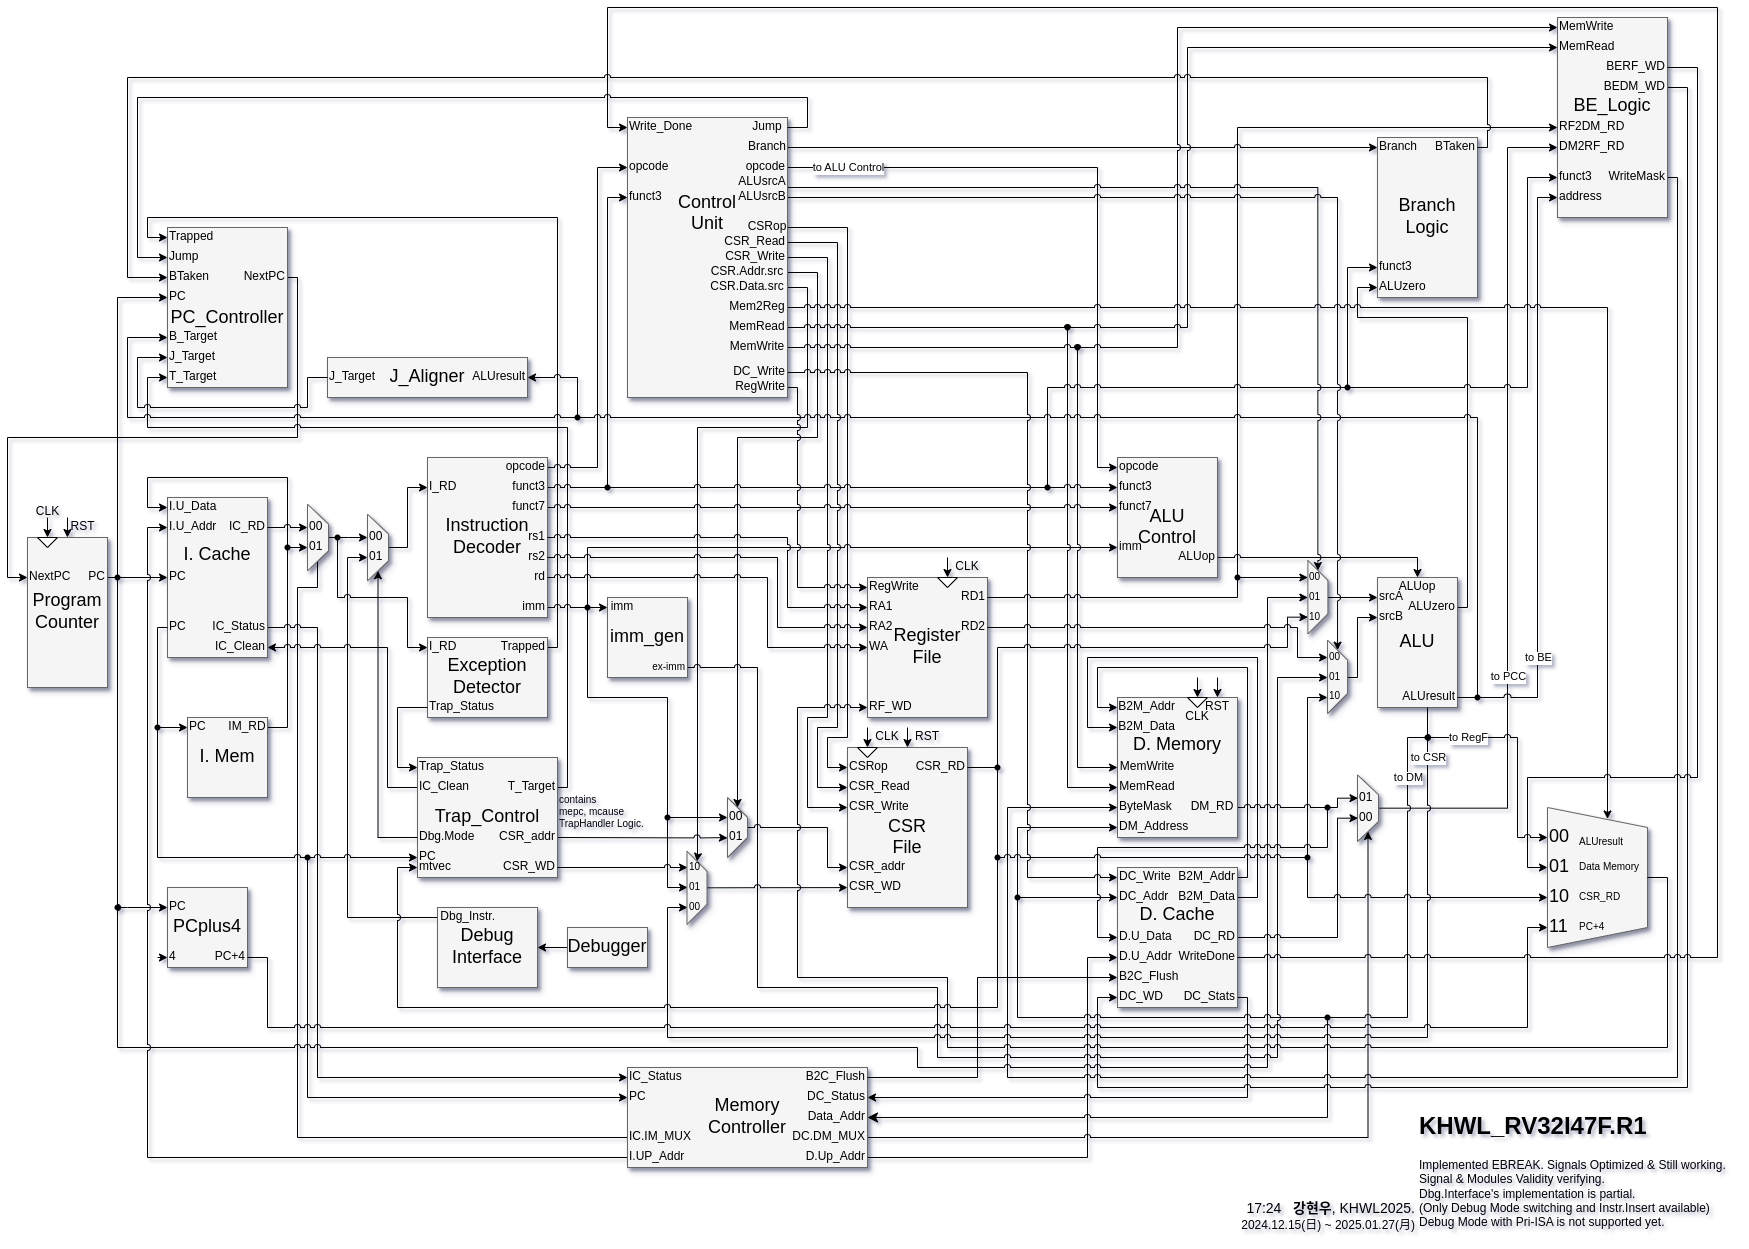 MemWrite
MemRead
BERF_WD
BEDM_WD
BE_Logic
RF2DM_RD
DM2RF_RD
funct3 WriteMask
address
Write_Done Jump
Branch
opcode opcode
to ALU Control
ALUsrcA
funct3 ALUsrcB
Control
Unit
CSRop
CSR_Read
CSR_Write
CSR.Addr.src
CSR.Data.src
Mem2Reg
MemRead
MemWrite
DC_Write
RegWrite
Branch BTaken
Branch
Logic
funct3
ALUzero
Trapped
Jump
BTaken NextPC
PC
PC_Controller
B_Target
J_Target
T_Target
J_Target J_Aligner ALUresult
CLK
RST
NextPC PC
Program
Counter
I.U_Data
I.U_Addr IC_RD
I. Cache
PC
PC IC_Status
IC_Clean
00
01
00
01
PC IM_RD
I. Mem
PC
PCplus4
4 PC+4
opcode
I_RD funct3
funct7
Instruction
Decoder
rs1
rs2
rd
imm
I_RD Trapped
Exception
Detector
Trap_Status
imm
imm_gen
ex-imm
Trap_Status
IC_Clean T_Target
Trap_Control
Dbg.Mode CSR_addr
PC
mtvec CSR_WD
contains
mepc, mcause
TrapHandler Logic.
Dbg_Instr.
Debug
Interface
Debugger
00
01
10
01
00
CLK
RegWrite RD1
RA1
RA2 RD2
Register
File
WA
RF_WD
CLK RST
CSRop CSR_RD
CSR_Read
CSR_Write
CSR
File
CSR_addr
CSR_WD
opcode
funct3
funct7
ALU
Control
imm
ALUop
00
01
10
00
01
10
ALUop
srcA
ALUzero
srcB
ALU
ALUresult
to BE
to PCC
to RegF
to CSR
to DM
B2M_Addr RST
CLK
B2M_Data
D. Memory
MemWrite
MemRead
ByteMask DM_RD
DM_Address
01
00
DC_Write B2M_Addr
DC_Addr B2M_Data
D. Cache
D.U_Data DC_RD
D.U_Addr WriteDone
B2C_Flush
DC_WD DC_Stats
00 ALUresult
01 Data Memory
10 CSR_RD
11 PC+4
IC_Status B2C_Flush
PC DC_Status
Memory
Controller
Data_Addr
IC.IM_MUX DC.DM_MUX
I.UP_Addr D.Up_Addr
KHWL_RV32I47F.R1
Implemented EBREAK. Signals Optimized & Still working.
Signal & Modules Validity verifying.
Dbg.Interface's implementation is partial.
(Only Debug Mode switching and Instr.Insert available)
Debug Mode with Pri-ISA is not supported yet.
17:24 강현우, KHWL2025.
2024.12.15(日) ~ 2025.01.27(月)